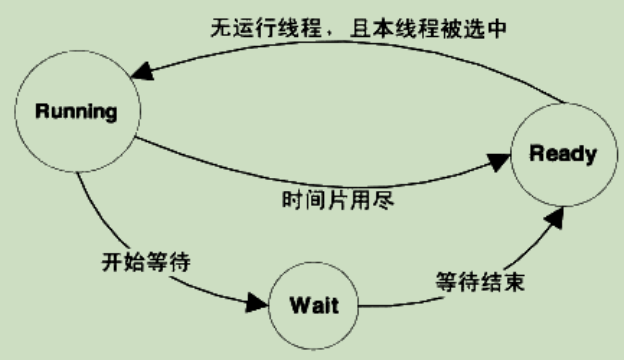 无运行线程，且本线程被选中
Running
Ready
时间片用尽
开始等待
等待结束
Wait